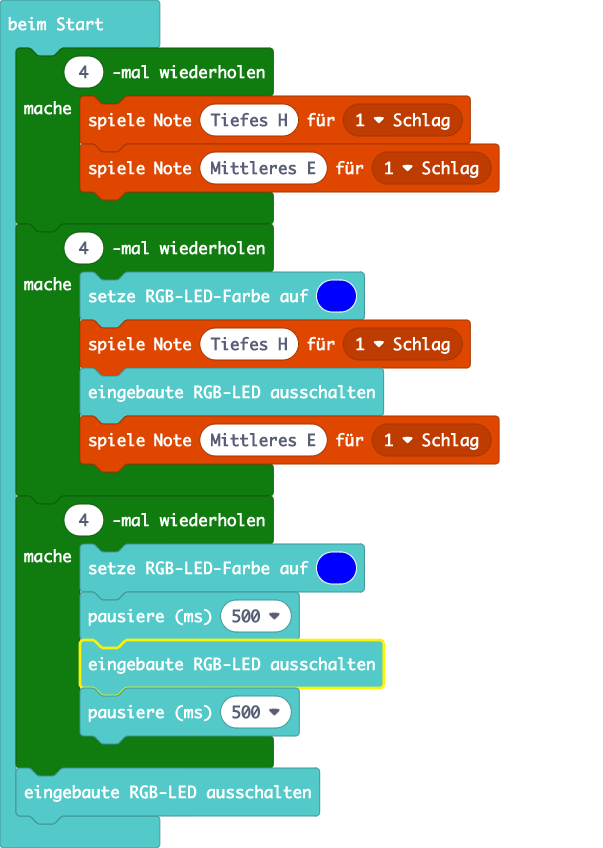 beim Start
4 -mal wiederholen
mache
spiele Note Tiefes H für 1 Schlag
spiele Note Mittleres E für 1 Schlag
4 -mal wiederholen
mache
setze RGB-LED-Farbe auf
spiele Note Tiefes H für 1 Schlag
eingebaute RGB-LED ausschalten
spiele Note Mittleres E für 1 Schlag
4 -mal wiederholen
mache
setze RGB-LED-Farbe auf
pausiere (ms) 500
eingebaute RGB-LED ausschalten
pausiere (ms) 500
eingebaute RGB-LED ausschalten